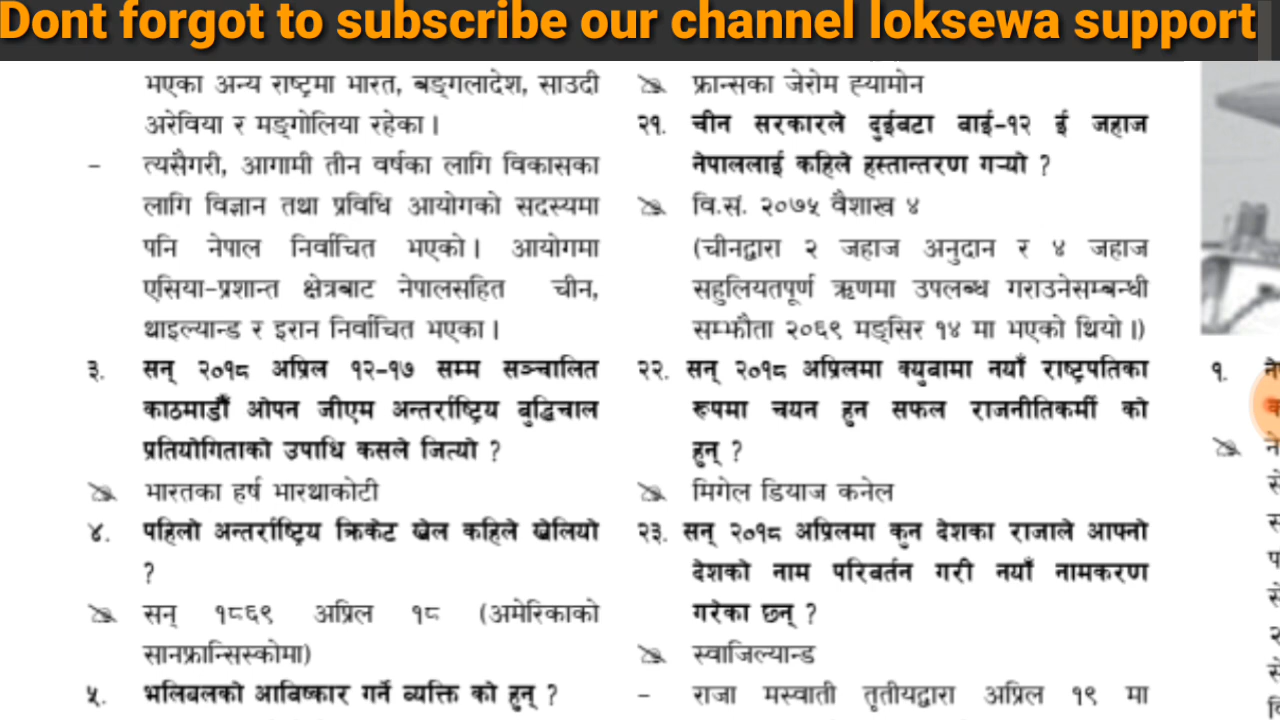 Dont forgot to subscribe our channel loksewa support
भएका अन्य राष्ट्रमा भारत, बङ्गलादेश, साउदी
अरेविया र मङ्गोलिया रहेका।
– त्यसैगरी, आगामी तीन वर्षका लागि विकासका
लागि विज्ञान तथा प्रविधि आयोगको सदस्यमा
पनि नेपाल निर्वाचित भएको। आयोगमा
एसिया-प्रशान्त क्षेत्रबाट नेपालसहित चीन,
थाइल्यान्ड र इरान निर्वाचित भएका।
३. सन् २०१८ अप्रिल १२-१७ सम्म सञ्चालित
काठमाडौँ ओपन जीएम अन्तर्राष्ट्रिय बुद्धिचाल
प्रतियोगिताको उपाधि कसले जित्यो ?
भारतका हर्ष भारथाकोटी
४. पहिलो अन्तर्राष्ट्रिय क्रिकेट खेल कहिले खेलियो
?
सन् १८६९ अप्रिल १८ (अमेरिकाको
सानफ्रान्सिस्कोमा)
५. भलिबलको आविष्कार गर्ने व्यक्ति को हुन् ?
फ्रान्सका जेरोम ह्यामोन
२१. चीन सरकारले दुईवटा वाई-१२ ई जहाज
नेपाललाई कहिले हस्तान्तरण गर्‍यो ?
वि.सं. २०७५ वैशाख ४
(चीनद्वारा २ जहाज अनुदान र ४ जहाज
सहुलियतपूर्ण ऋणमा उपलब्ध गराउनेसम्बन्धी
सम्झौता २०६९ मङ्सिर १४ मा भएको थियो।)
२२. सन् २०१८ अप्रिलमा क्युबामा नयाँ राष्ट्रपतिका
रूपमा चयन हुन सफल राजनीतिकर्मी को
हुन् ?
मिगेल डियाज कनेल
२३. सन् २०१८ अप्रिलमा कुन देशका राजाले आफ्नो
देशको नाम परिवर्तन गरी नयाँ नामकरण
गरेका छन् ?
स्वाजिल्यान्ड
– राजा मस्वाती तृतीयद्वारा अप्रिल १९ मा
१.